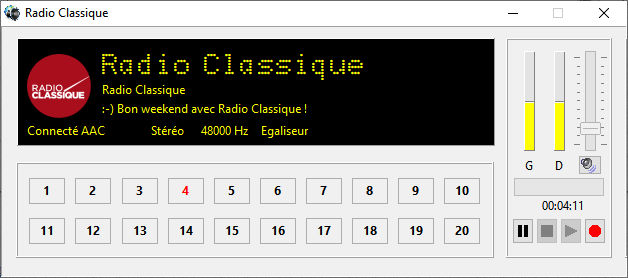 Radio Classique
Radio Classique
RADIO
CLASSIQUE
Radio Classique
:-) Bon weekend avec Radio Classique !
Connecté AAC Stéréo 48000 Hz Egaliseur
G D
00:04:11
1 2 3 4 5 6 7 8 9 10
11 12 13 14 15 16 17 18 19 20